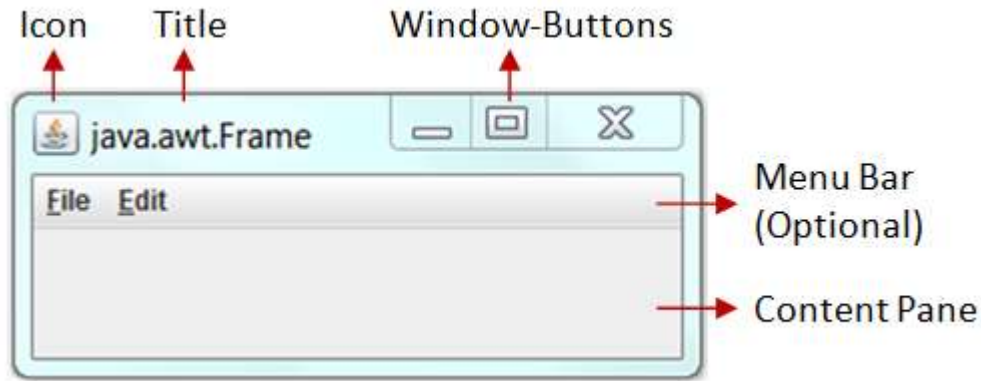 Icon Title Window-Buttons
java.awt.Frame
File Edit
Menu Bar
(Optional)
Content Pane